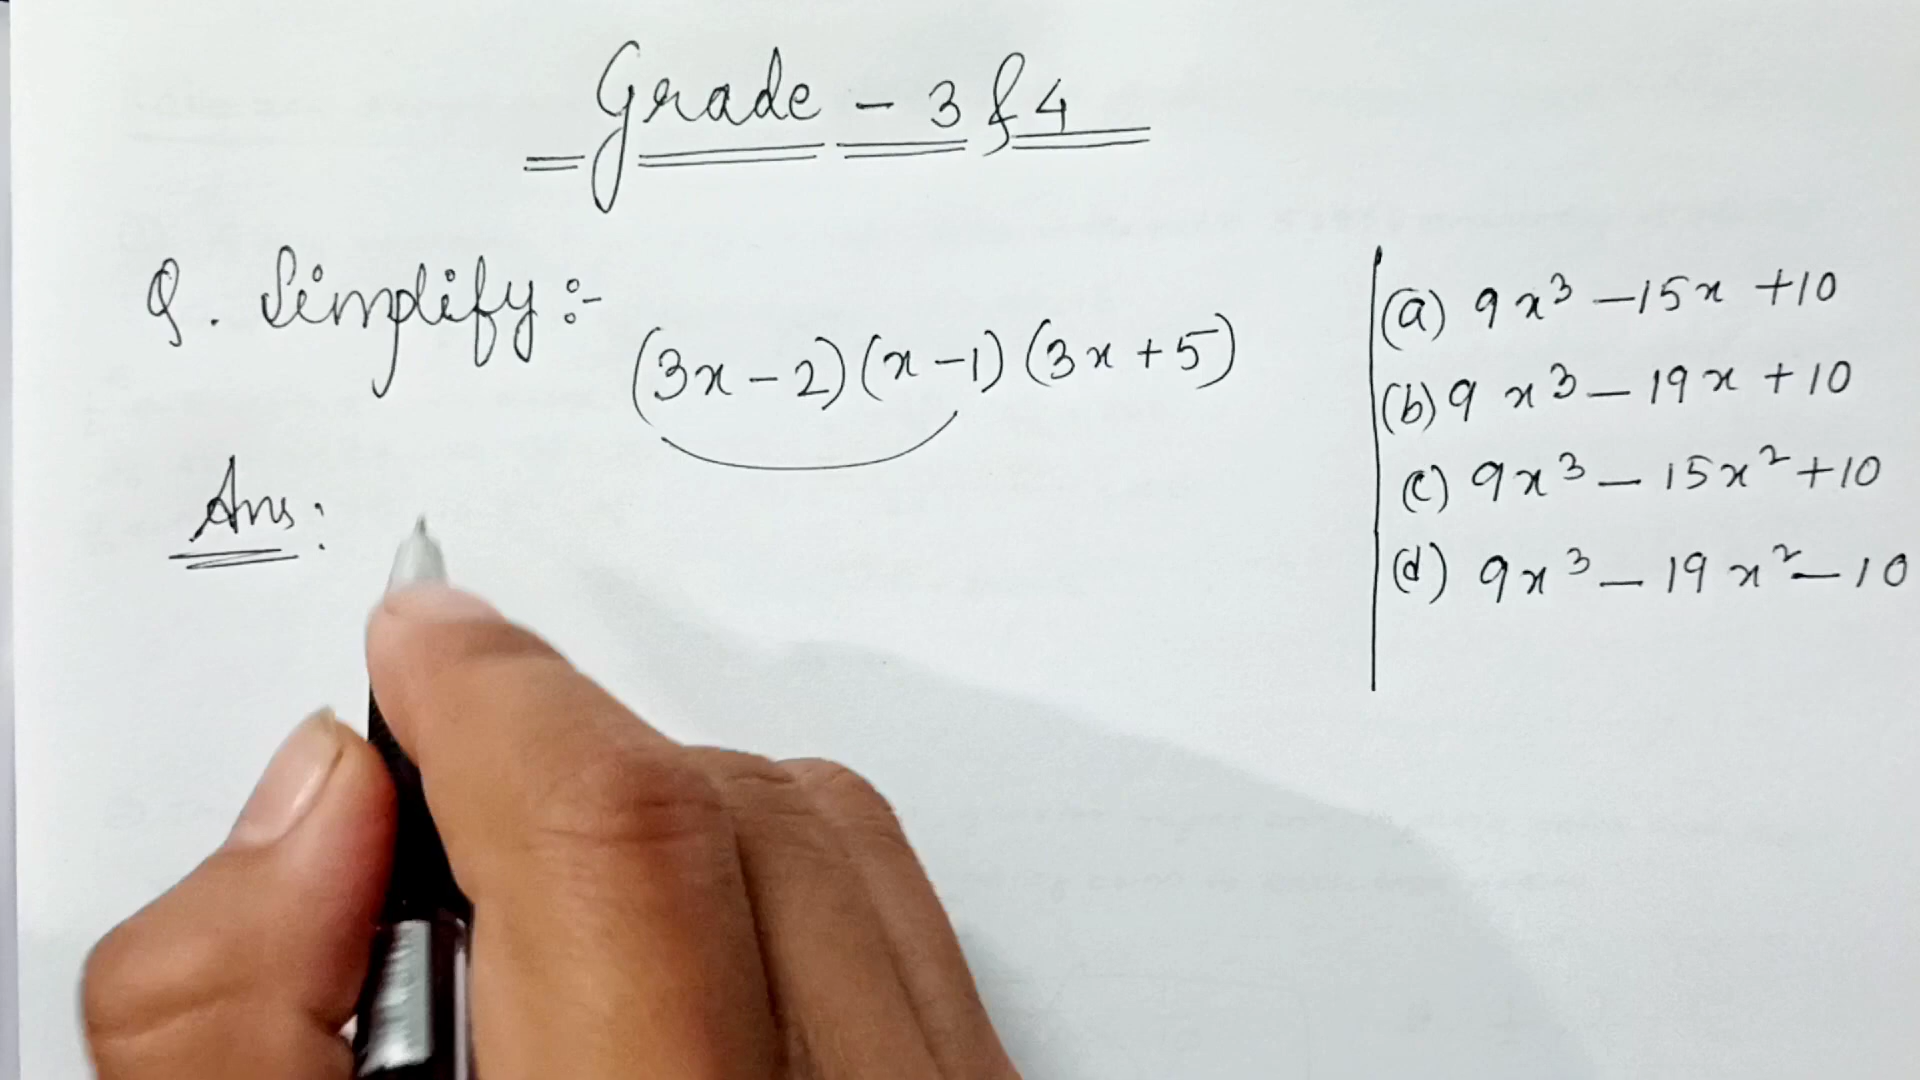 Grade - 3 & 4
Q. Simplify :-
(3x - 2)(x - 1)(3x + 5)
Ans:
(a) 9x³ - 15x + 10
(b) 9x³ - 19x + 10
(c) 9x³ - 15x² + 10
(d) 9x³ - 19x² - 10